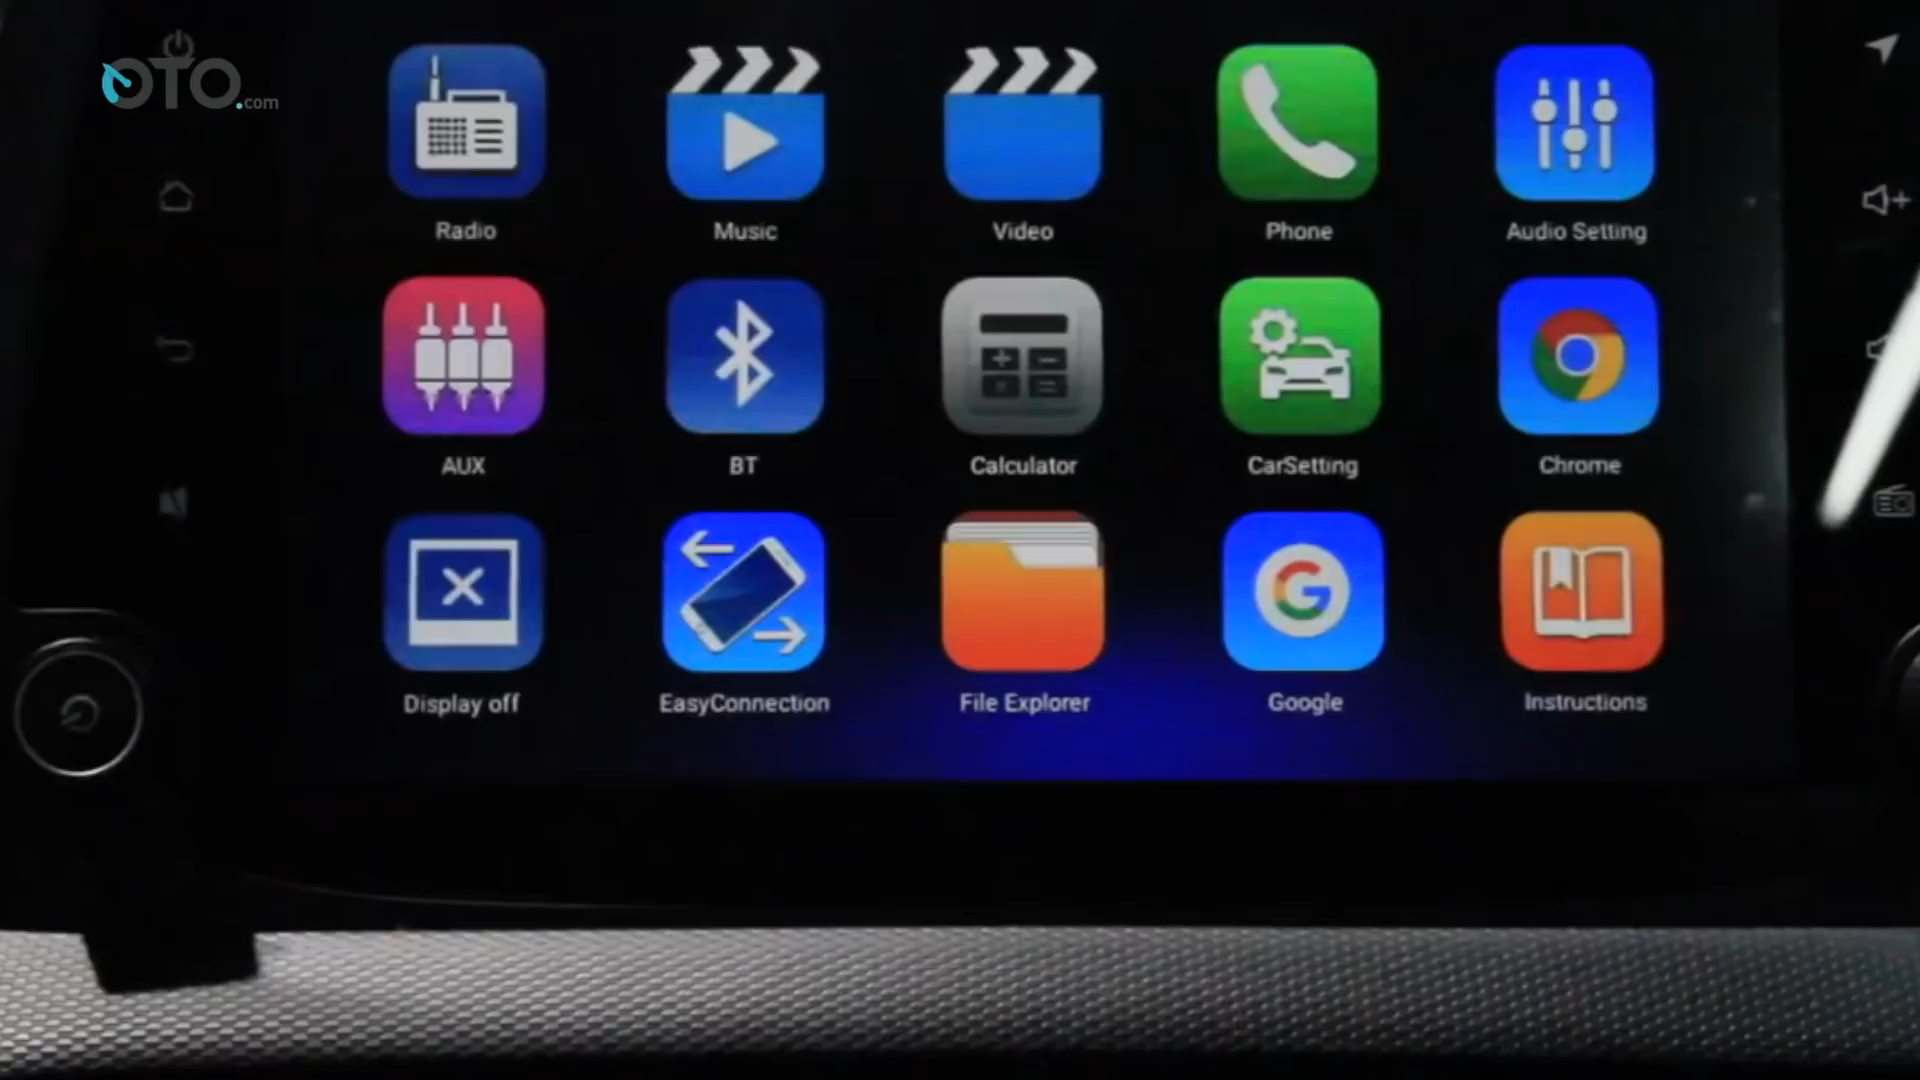 OTO.com
Radio
Music
Video
Phone
Audio Setting
AUX
BT
Calculator
CarSetting
Chrome
Display off
EasyConnection
File Explorer
Google
Instructions